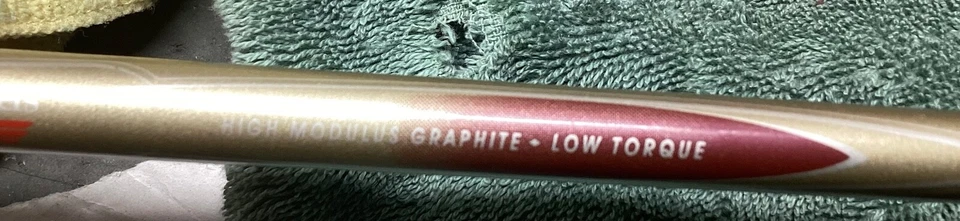 HIGH MODULUS GRAPHITE • LOW TORQUE